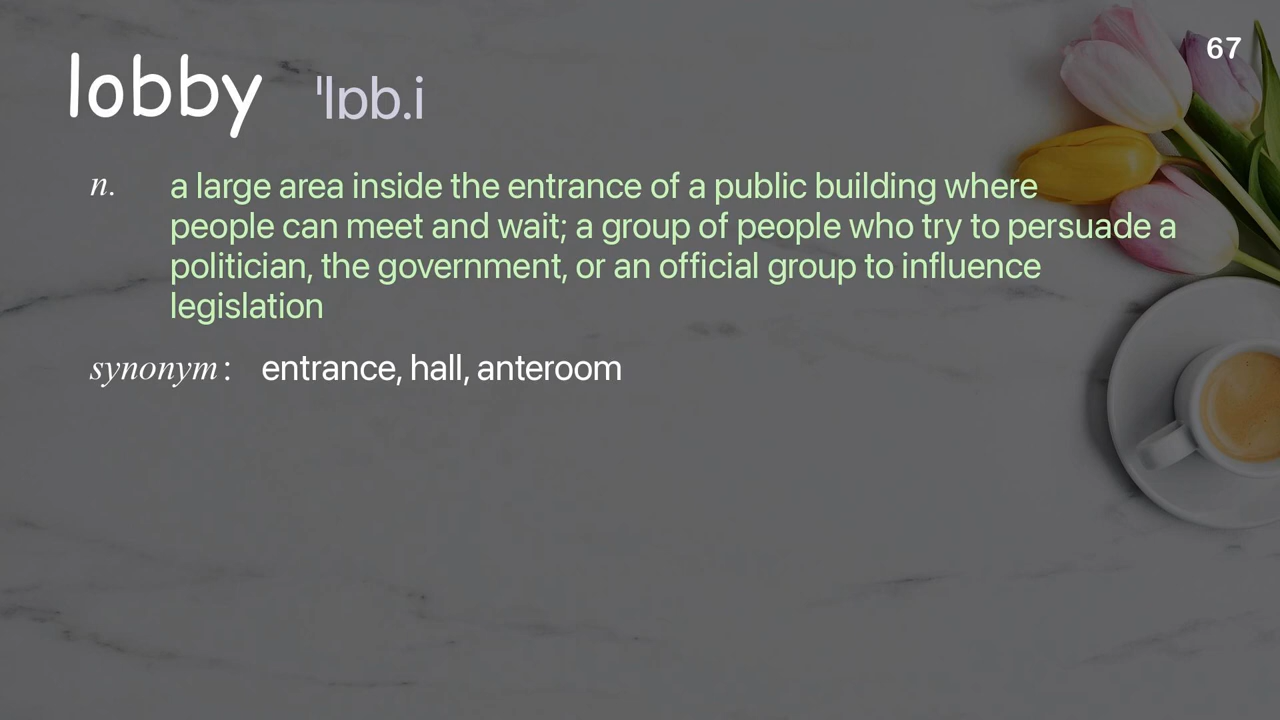 67
lobby ˈlɒb.i
n. a large area inside the entrance of a public building where
people can meet and wait; a group of people who try to persuade a
politician, the government, or an official group to influence
legislation
synonym: entrance, hall, anteroom